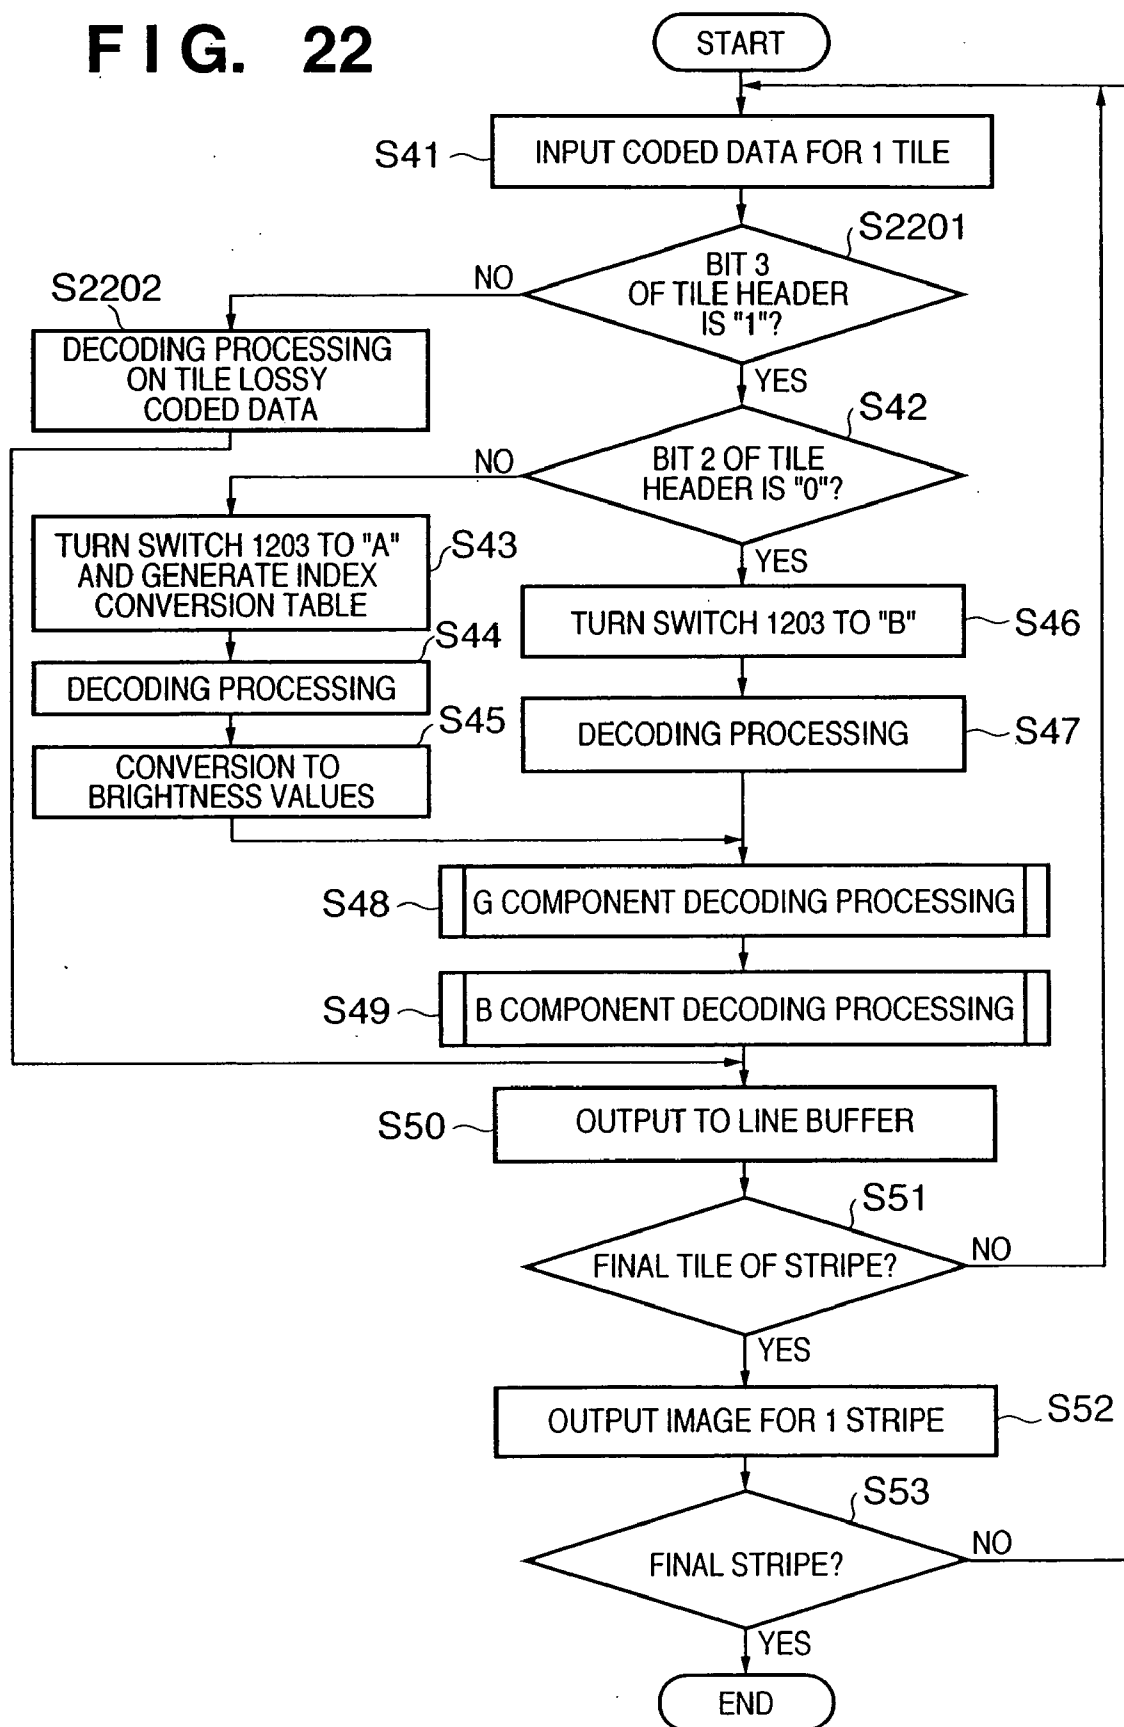 FIG. 22
START
S41
INPUT CODED DATA FOR 1 TILE
S2201
BIT 3
OF TILE HEADER
IS "1"?
NO
YES
S2202
DECODING PROCESSING
ON TILE LOSSY
CODED DATA
S42
BIT 2 OF TILE
HEADER IS "0"?
NO
YES
TURN SWITCH 1203 TO "A"
AND GENERATE INDEX
CONVERSION TABLE
S43
S44
DECODING PROCESSING
S45
CONVERSION TO
BRIGHTNESS VALUES
TURN SWITCH 1203 TO "B"
S46
DECODING PROCESSING
S47
S48
G COMPONENT DECODING PROCESSING
S49
B COMPONENT DECODING PROCESSING
S50
OUTPUT TO LINE BUFFER
S51
FINAL TILE OF STRIPE?
NO
YES
OUTPUT IMAGE FOR 1 STRIPE
S52
S53
FINAL STRIPE?
NO
YES
END